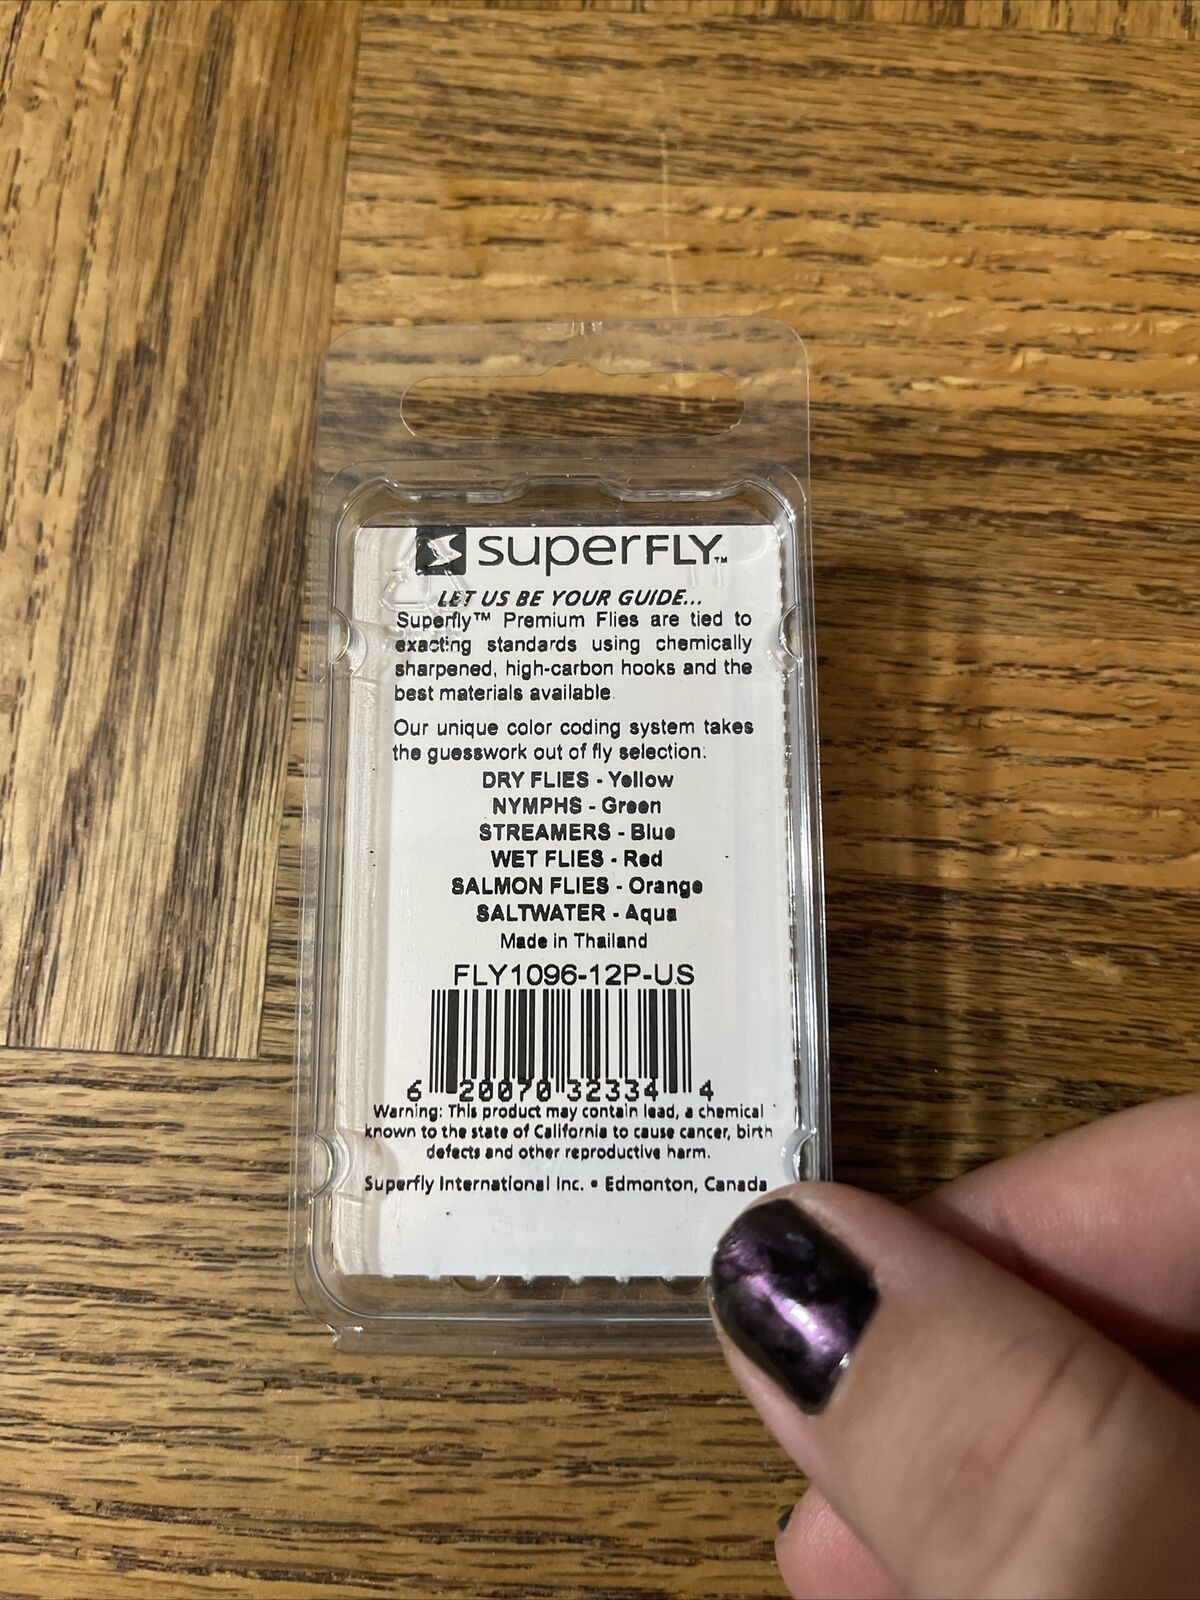 superFLY™
LET US BE YOUR GUIDE...
Superfly™ Premium Flies are tied to
exacting standards using chemically
sharpened, high-carbon hooks and the
best materials available.
Our unique color coding system takes
the guesswork out of fly selection:
DRY FLIES - Yellow
NYMPHS - Green
STREAMERS - Blue
WET FLIES - Red
SALMON FLIES - Orange
SALTWATER - Aqua
Made in Thailand
FLY1096-12P-US
6 20070 32334 4
Warning: This product may contain lead, a chemical
known to the state of California to cause cancer, birth
defects and other reproductive harm.
Superfly International Inc. • Edmonton, Canada